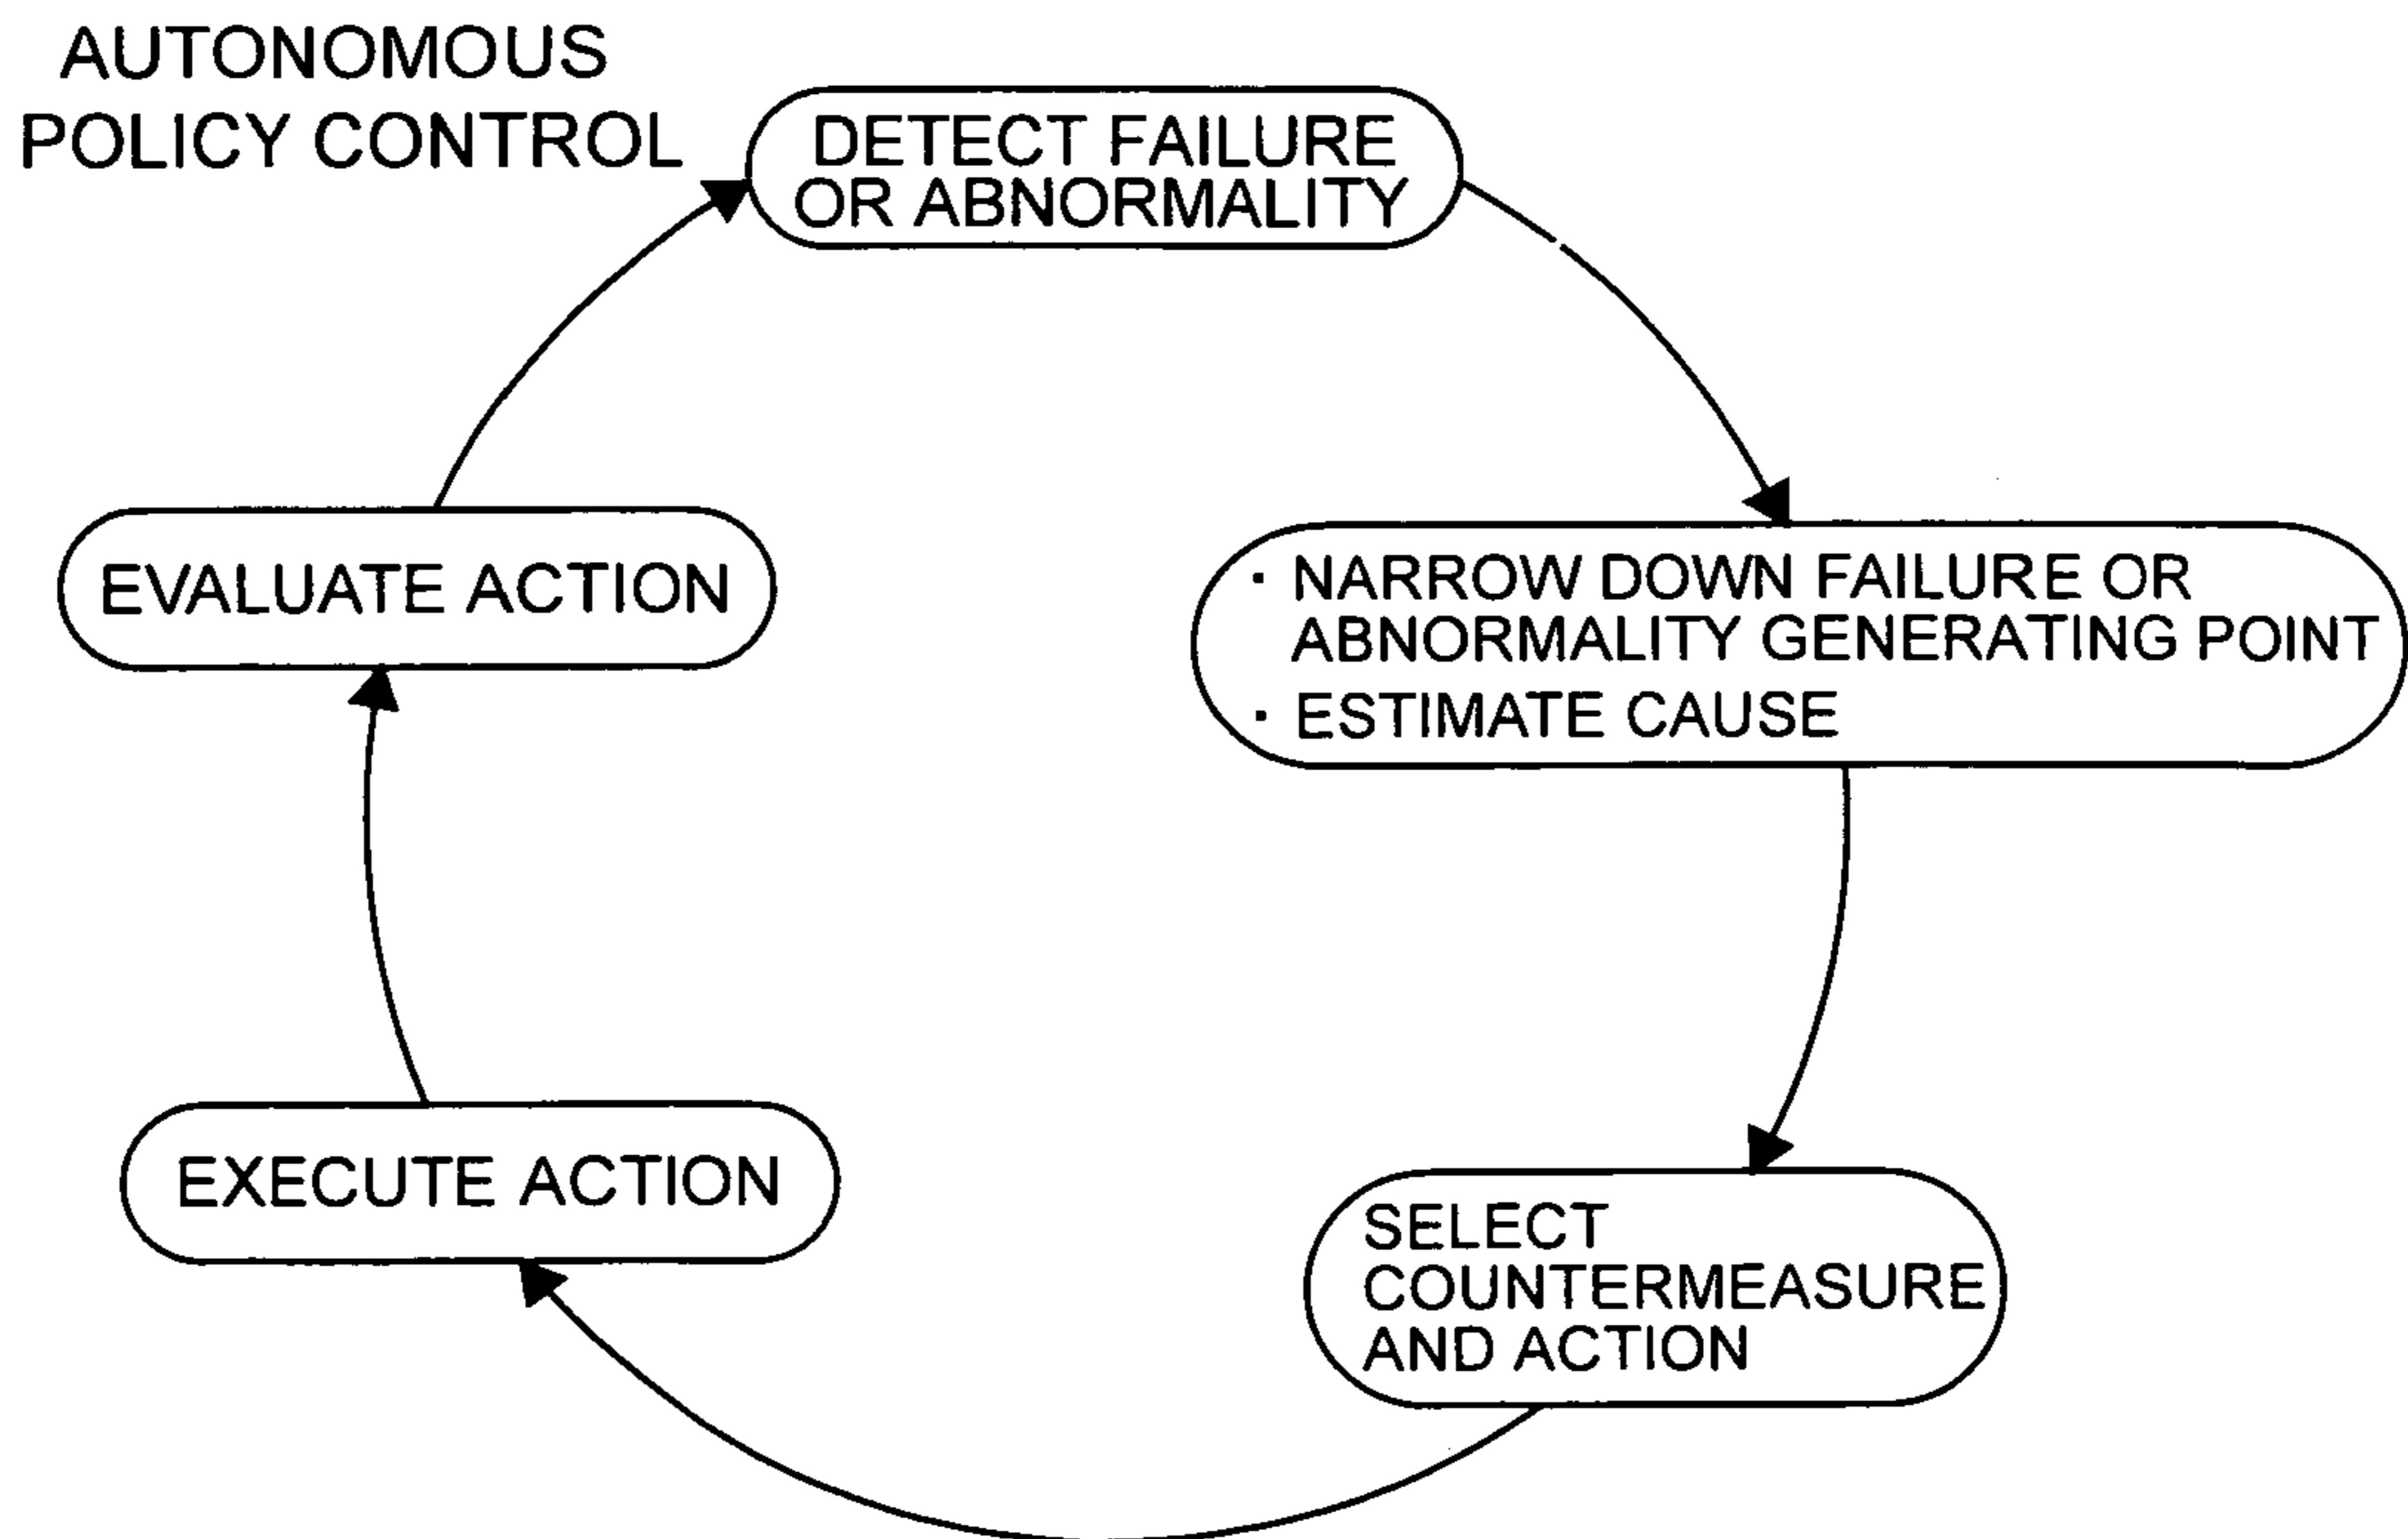 AUTONOMOUS
POLICY CONTROL
DETECT FAILURE
OR ABNORMALITY
· NARROW DOWN FAILURE OR
ABNORMALITY GENERATING POINT
· ESTIMATE CAUSE
SELECT
COUNTERMEASURE
AND ACTION
EXECUTE ACTION
EVALUATE ACTION